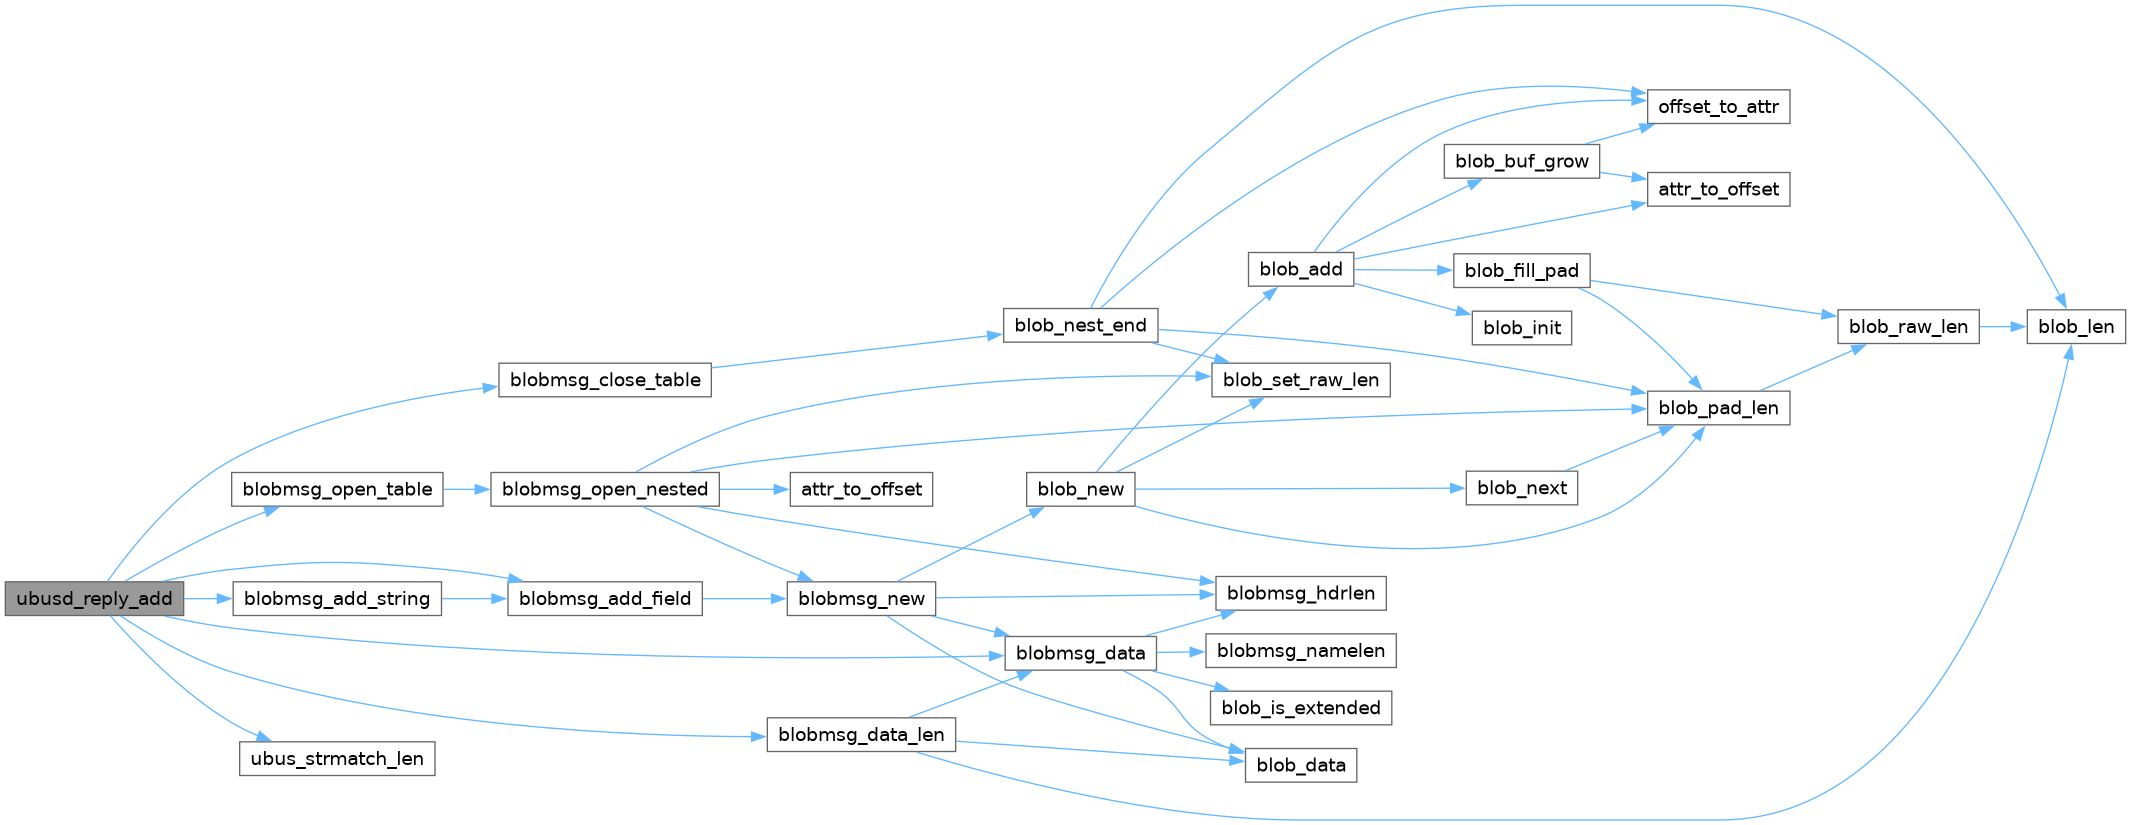 ubusd_reply_add
blobmsg_close_table
blobmsg_open_table
blobmsg_add_string
ubus_strmatch_len
blobmsg_open_nested
blobmsg_add_field
attr_to_offset
blobmsg_new
blobmsg_data_len
blob_nest_end
blob_new
blobmsg_data
blob_add
blob_set_raw_len
blobmsg_hdrlen
blobmsg_namelen
blob_is_extended
blob_data
blob_buf_grow
blob_fill_pad
blob_init
blob_next
offset_to_attr
attr_to_offset
blob_pad_len
blob_raw_len
blob_len